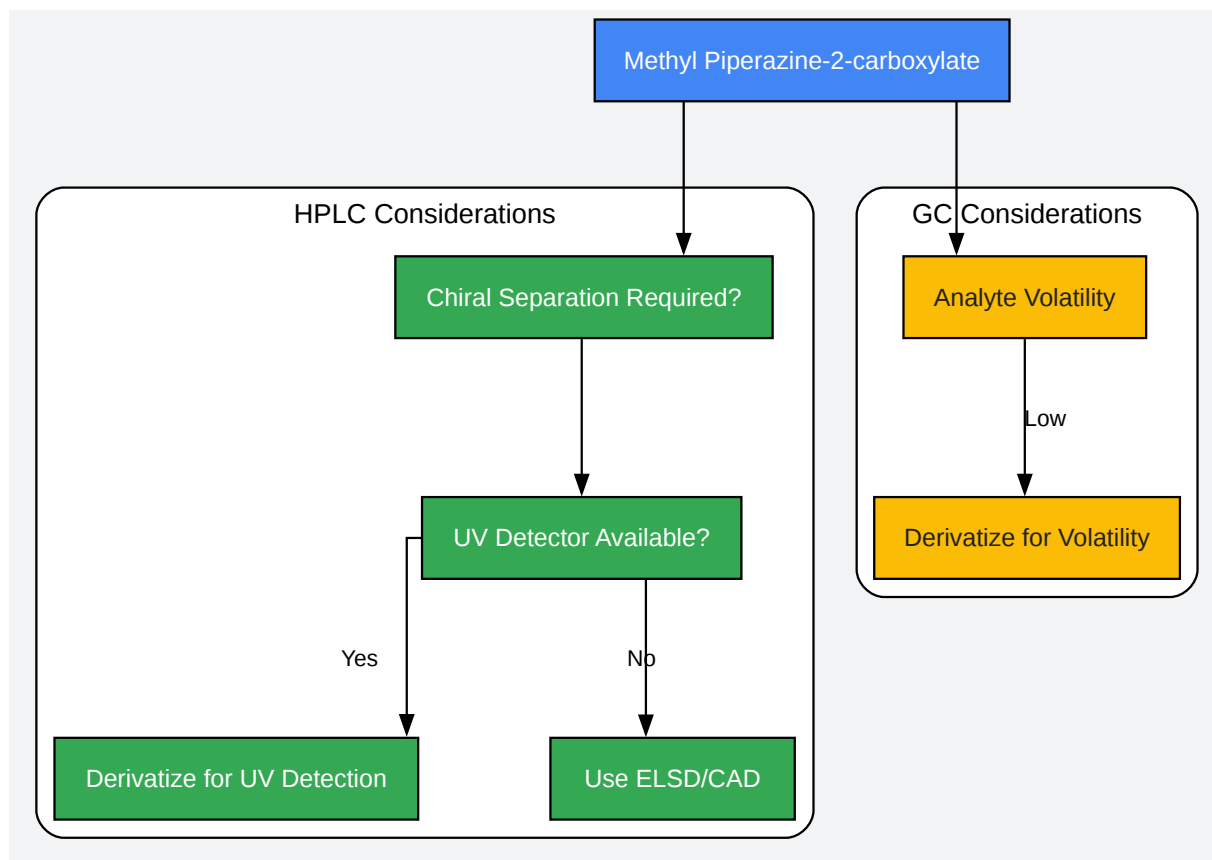 Methyl Piperazine-2-carboxylate
HPLC Considerations
GC Considerations
Chiral Separation Required?
Analyte Volatility
Low
UV Detector Available?
Derivatize for Volatility
Yes
No
Derivatize for UV Detection
Use ELSD/CAD